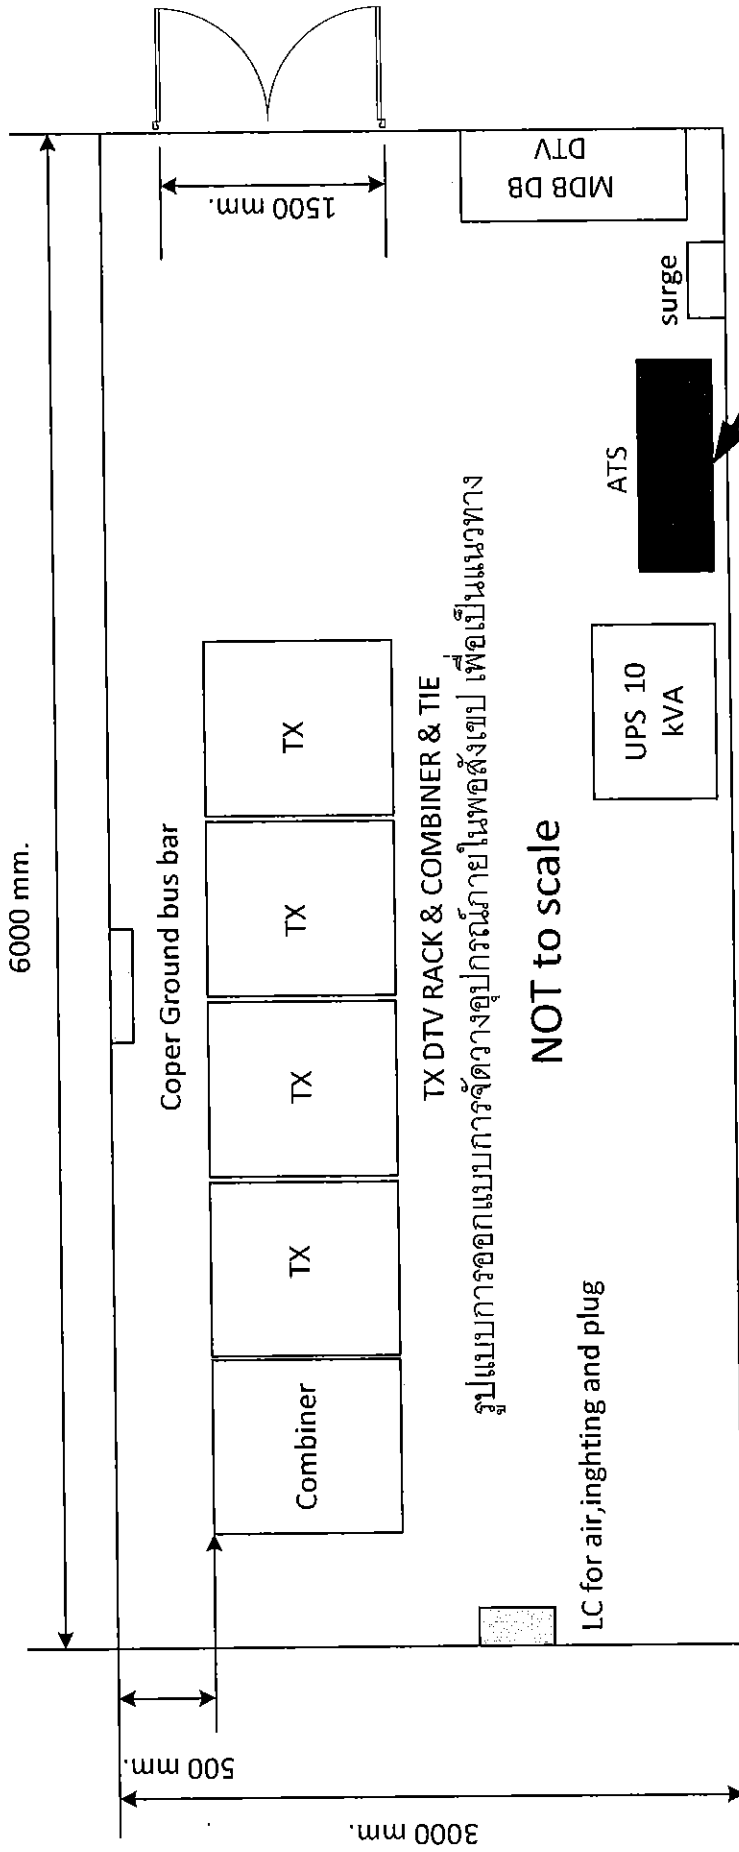 6000 mm.
1500 mm.
Coper Ground bus bar
500 mm.
3000 mm.
Combiner
TX
TX
TX
TX
MDB DB
DTV
TX DTV RACK & COMBINER & TIE
รูปแบบการออกแบบการจัดวางอุปกรณ์ภายในพอสังเขป เพื่อเป็นแนวทาง
NOT to scale
LC for air,inghting and plug
UPS 10
kVA
ATS
surge